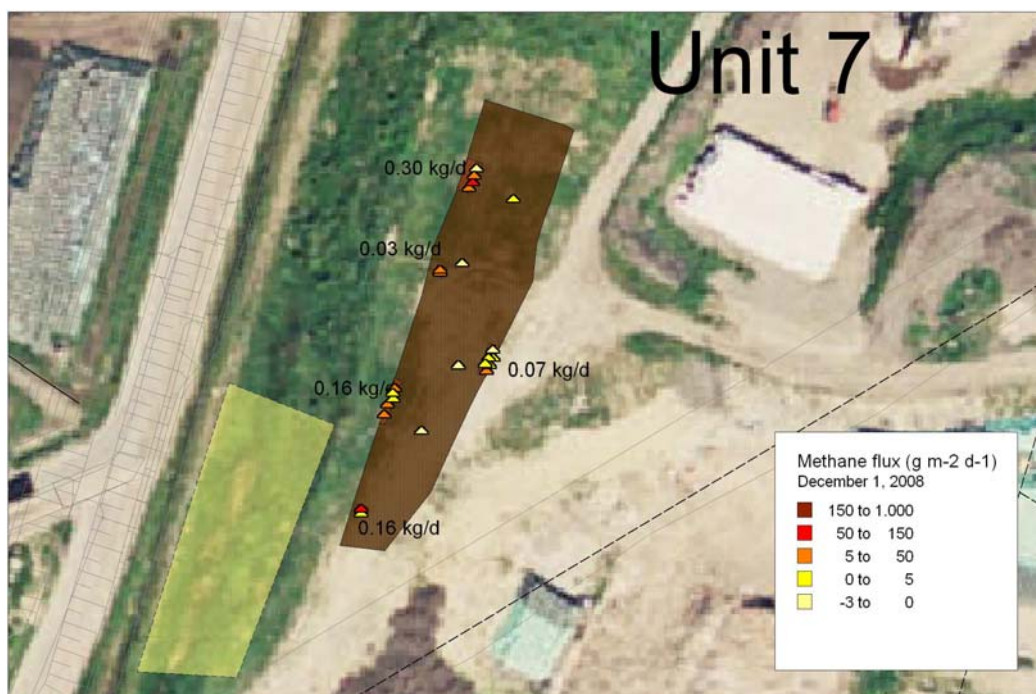 Unit 7
0.30 kg/d
0.03 kg/d
0.07 kg/d
0.16 kg/d
0.16 kg/d
Methane flux (g m-2 d-1)
December 1, 2008
150 to 1.000
50 to 150
5 to 50
0 to 5
-3 to 0